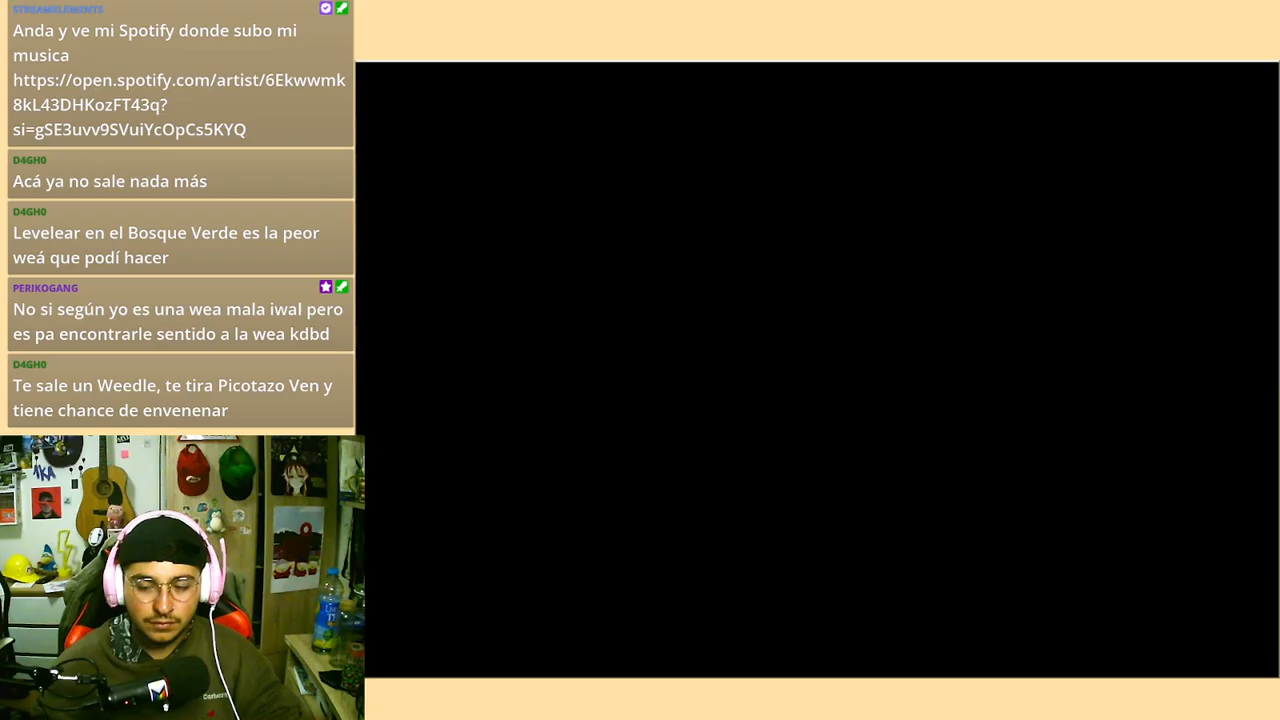 STREAMELEMENTS
Anda y ve mi Spotify donde subo mi
musica
https://open.spotify.com/artist/6Ekwwmk
8kL43DHKozFT43q?
si=gSE3uvv9SVuiYcOpCs5KYQ
D4GH0
Acá ya no sale nada más
D4GH0
Levelear en el Bosque Verde es la peor
weá que podí hacer
PERIKOGANG
No si según yo es una wea mala iwal pero
es pa encontrarle sentido a la wea kdbd
D4GH0
Te sale un Weedle, te tira Picotazo Ven y
tiene chance de envenenar